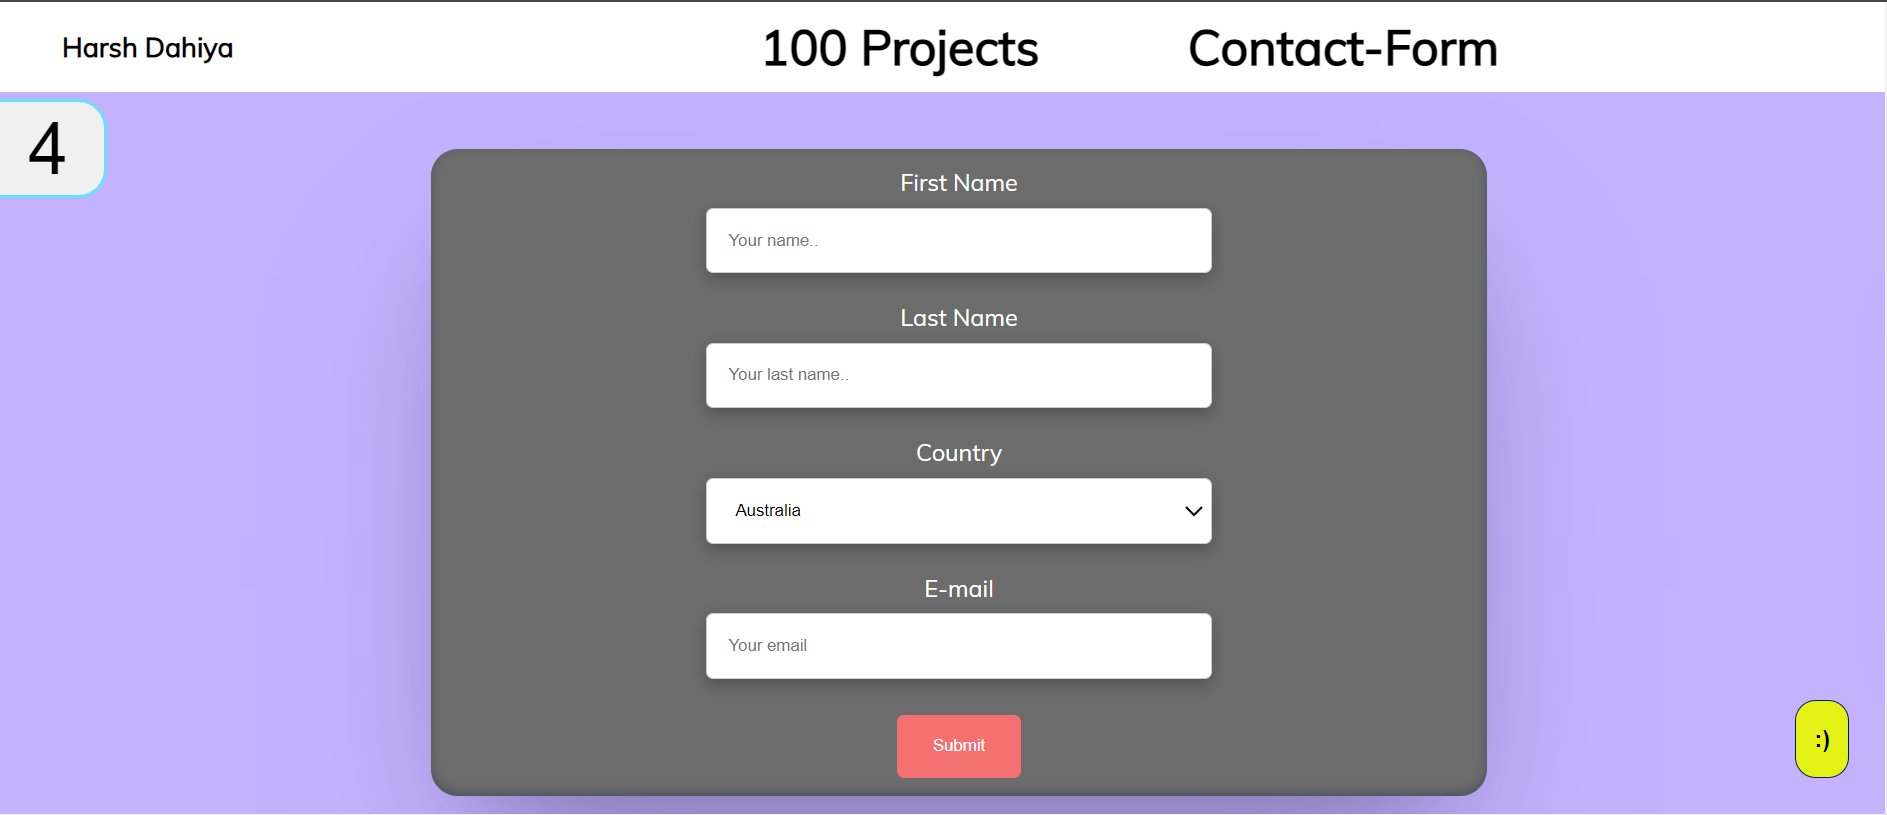 Harsh Dahiya
100 Projects
Contact-Form
4
First Name
Your name..
Last Name
Your last name..
Country
Australia
E-mail
Your email
Submit
:)